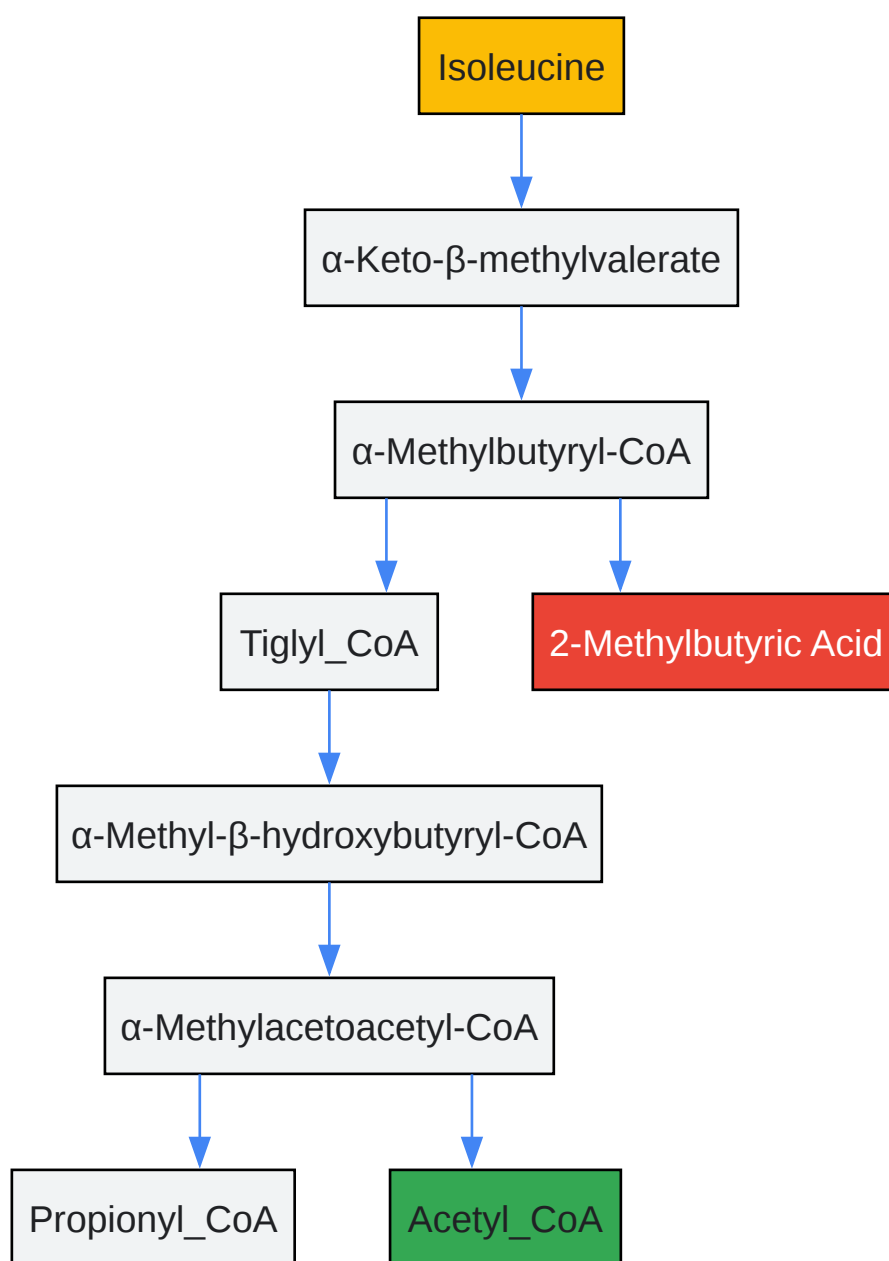 Isoleucine
α-Keto-β-methylvalerate
α-Methylbutyryl-CoA
Tiglyl_CoA
2-Methylbutyric Acid
α-Methyl-β-hydroxybutyryl-CoA
α-Methylacetoacetyl-CoA
Propionyl_CoA
Acetyl_CoA